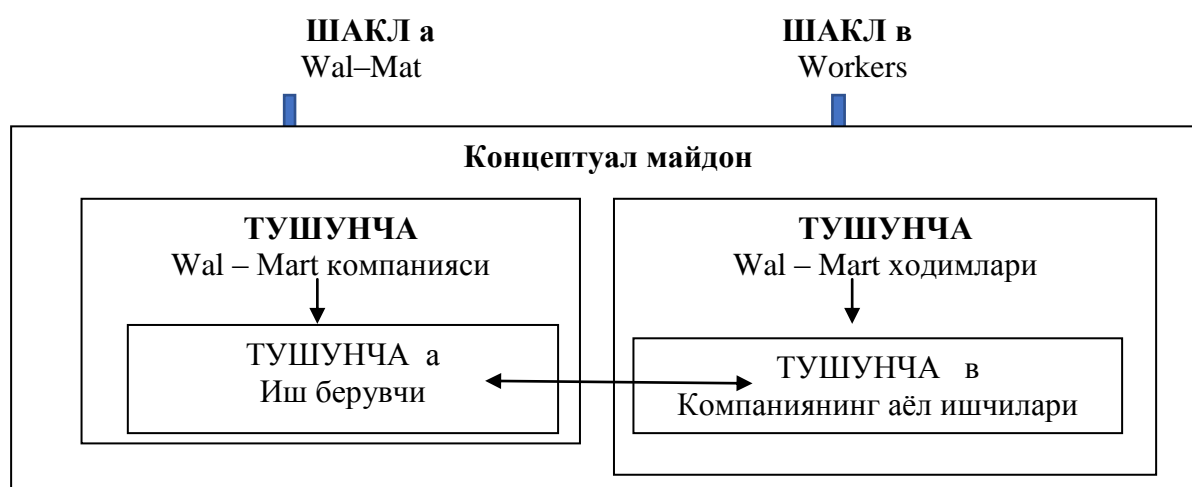 ШАКЛ а
Wal–Mat
ШАКЛ в
Workers
Концептуал майдон
ТУШУНЧА
Wal – Mart компанияси
ТУШУНЧА а
Иш берувчи
ТУШУНЧА
Wal – Mart ходимлари
ТУШУНЧА в
Компаниянинг аёл ишчилари